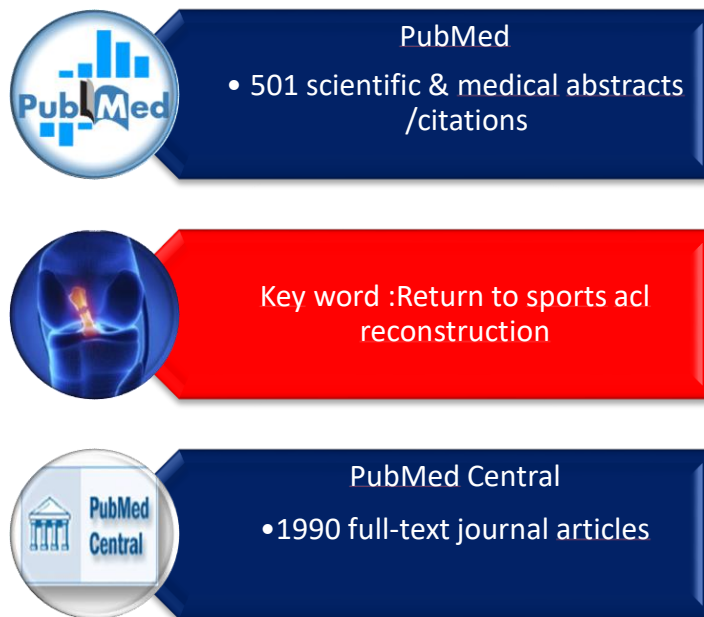 PubMed
PubMed
• 501 scientific & medical abstracts
/citations
Key word :Return to sports acl
reconstruction
PubMed
Central
PubMed Central
•1990 full-text journal articles